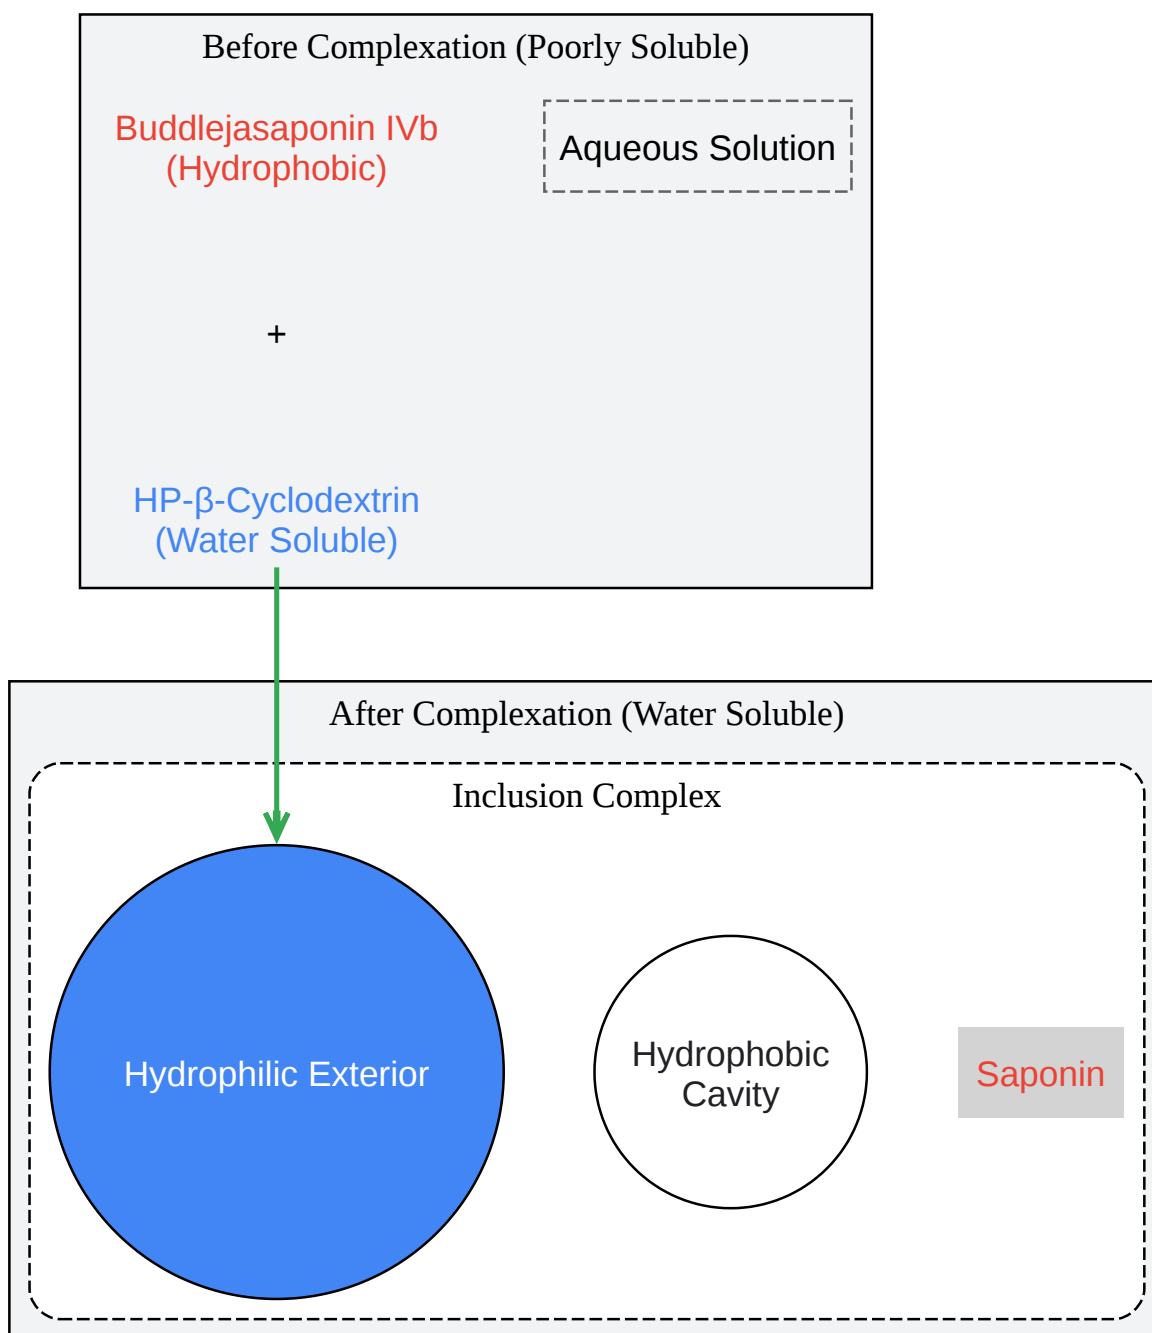 Before Complexation (Poorly Soluble)
Buddlejasaponin IVb
(Hydrophobic)
Aqueous Solution
+
HP-β-Cyclodextrin
(Water Soluble)
After Complexation (Water Soluble)
Inclusion Complex
Hydrophilic Exterior
Hydrophobic
Cavity
Saponin